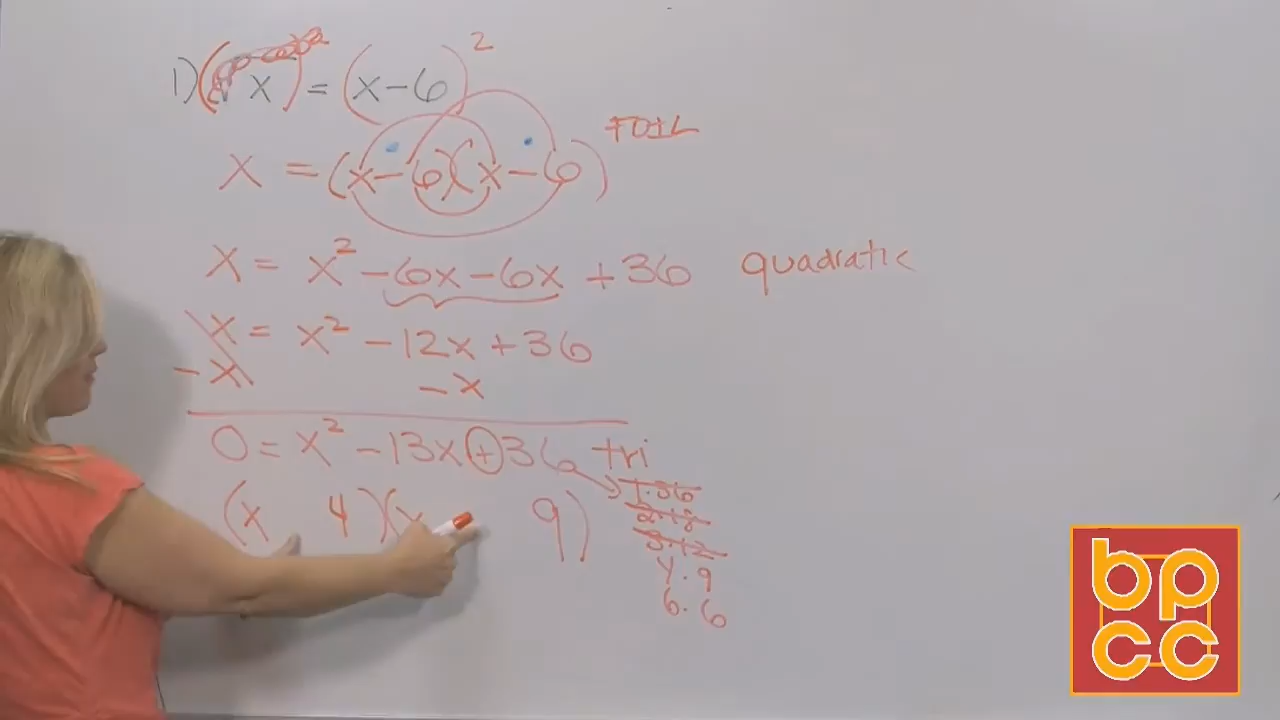 1) (√x)² = (x-6)²
x = (x-6)(x-6) FOIL
x = x² -6x-6x +36 quadratic
x = x² -12x +36
-x -x
0 = x² -13x +36 tri
1·36
2·18
3·12
(x 4)(x 9)
4·9
6·6
bp
cc